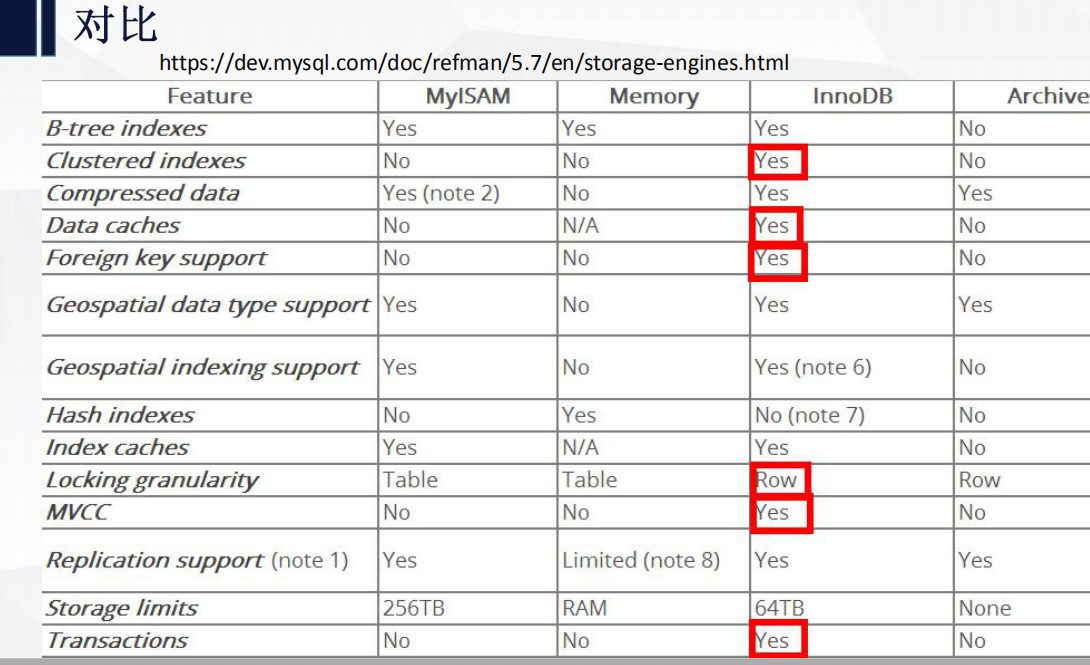 对比
https://dev.mysql.com/doc/refman/5.7/en/storage-engines.html
Feature MyISAM Memory InnoDB Archive
B-tree indexes Yes Yes Yes No
Clustered indexes No No Yes No
Compressed data Yes (note 2) No Yes Yes
Data caches No N/A Yes No
Foreign key support No No Yes No
Geospatial data type support Yes No Yes Yes
Geospatial indexing support Yes No Yes (note 6) No
Hash indexes No Yes No (note 7) No
Index caches Yes N/A Yes No
Locking granularity Table Table Row Row
MVCC No No Yes No
Replication support (note 1) Yes Limited (note 8) Yes Yes
Storage limits 256TB RAM 64TB None
Transactions No No Yes No